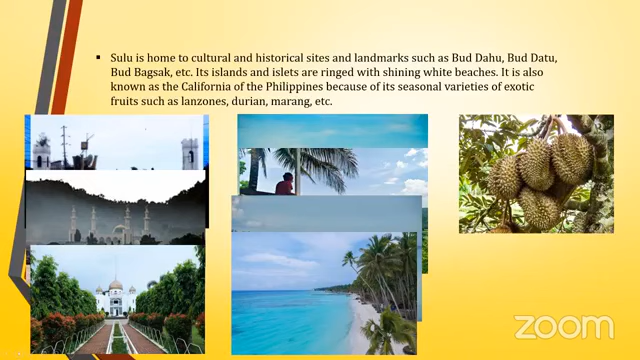 ▪ Sulu is home to cultural and historical sites and landmarks such as Bud Dahu, Bud Datu,
Bud Bagsak, etc. Its islands and islets are ringed with shining white beaches. It is also
known as the California of the Philippines because of its seasonal varieties of exotic
fruits such as lanzones, durian, marang, etc.
zoom